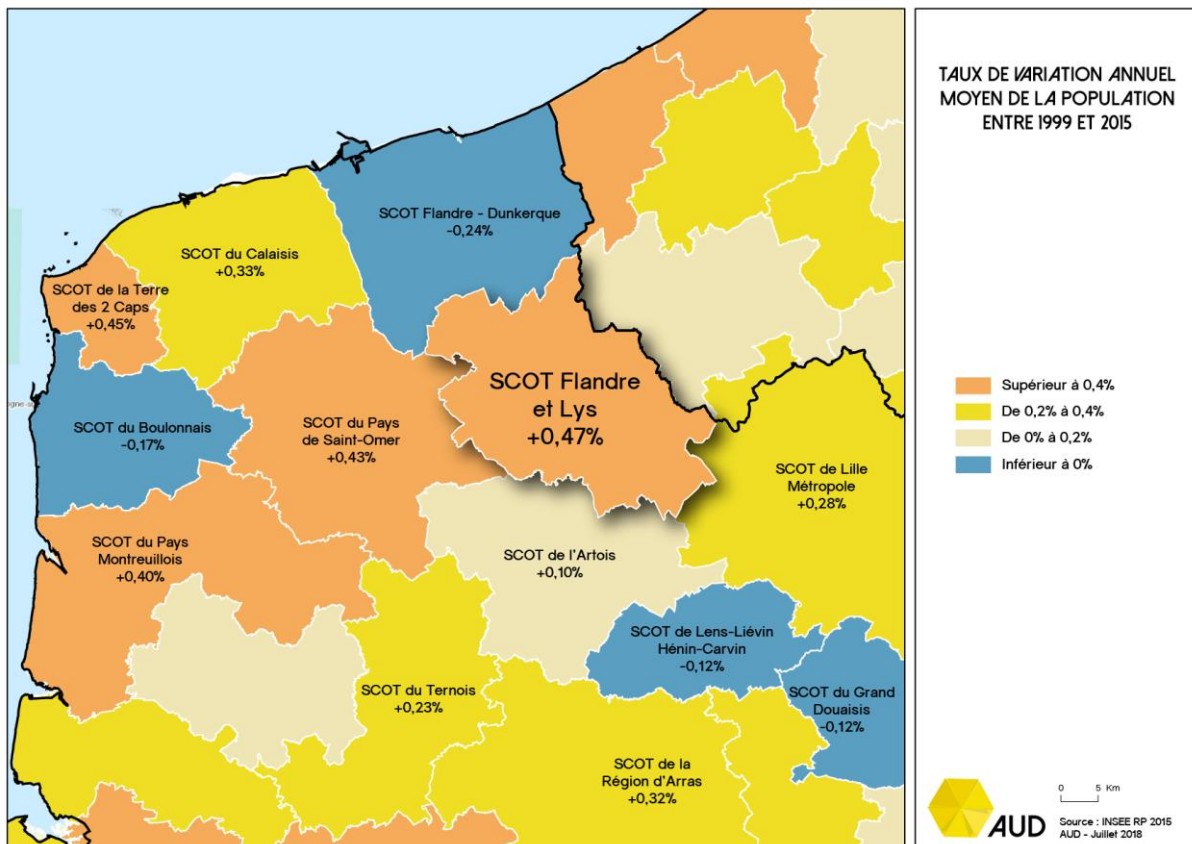 TAUX DE VARIATION ANNUEL
MOYEN DE LA POPULATION
ENTRE 1999 ET 2015
SCOT Flandre - Dunkerque
-0,24%
SCOT du Calaisis
+0,33%
SCOT de la Terre
des 2 Caps
+0,45%
SCOT Flandre
et Lys
+0,47%
SCOT du Boulonnais
-0,17%
SCOT du Pays
de Saint-Omer
+0,43%
SCOT de Lille
Métropole
+0,28%
SCOT du Pays
Montreuillois
+0,40%
SCOT de l'Artois
+0,10%
SCOT de Lens-Liévin
Hénin-Carvin
-0,12%
SCOT du Ternois
+0,23%
SCOT du Grand
Douaisis
-0,12%
SCOT de la
Région d'Arras
+0,32%
Supérieur à 0,4%
De 0,2% à 0,4%
De 0% à 0,2%
Inférieur à 0%
0 5 Km
AUD
Source : INSEE RP 2015
AUD - Juillet 2018